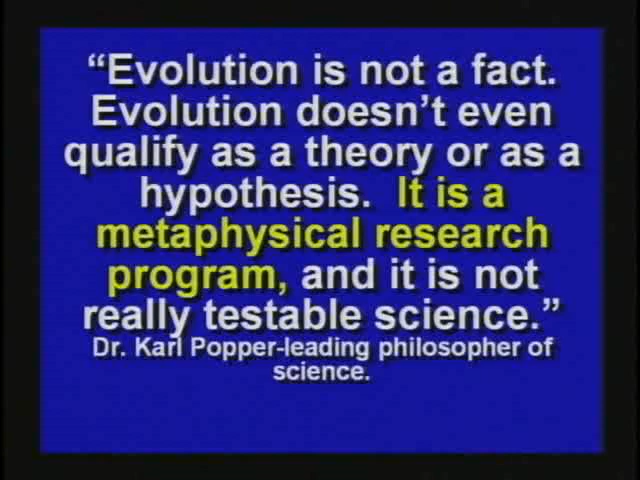 “Evolution is not a fact.
Evolution doesn’t even
qualify as a theory or as a
hypothesis.  It is a
metaphysical research
program, and it is not
really testable science.”
Dr. Karl Popper-leading philosopher of
science.